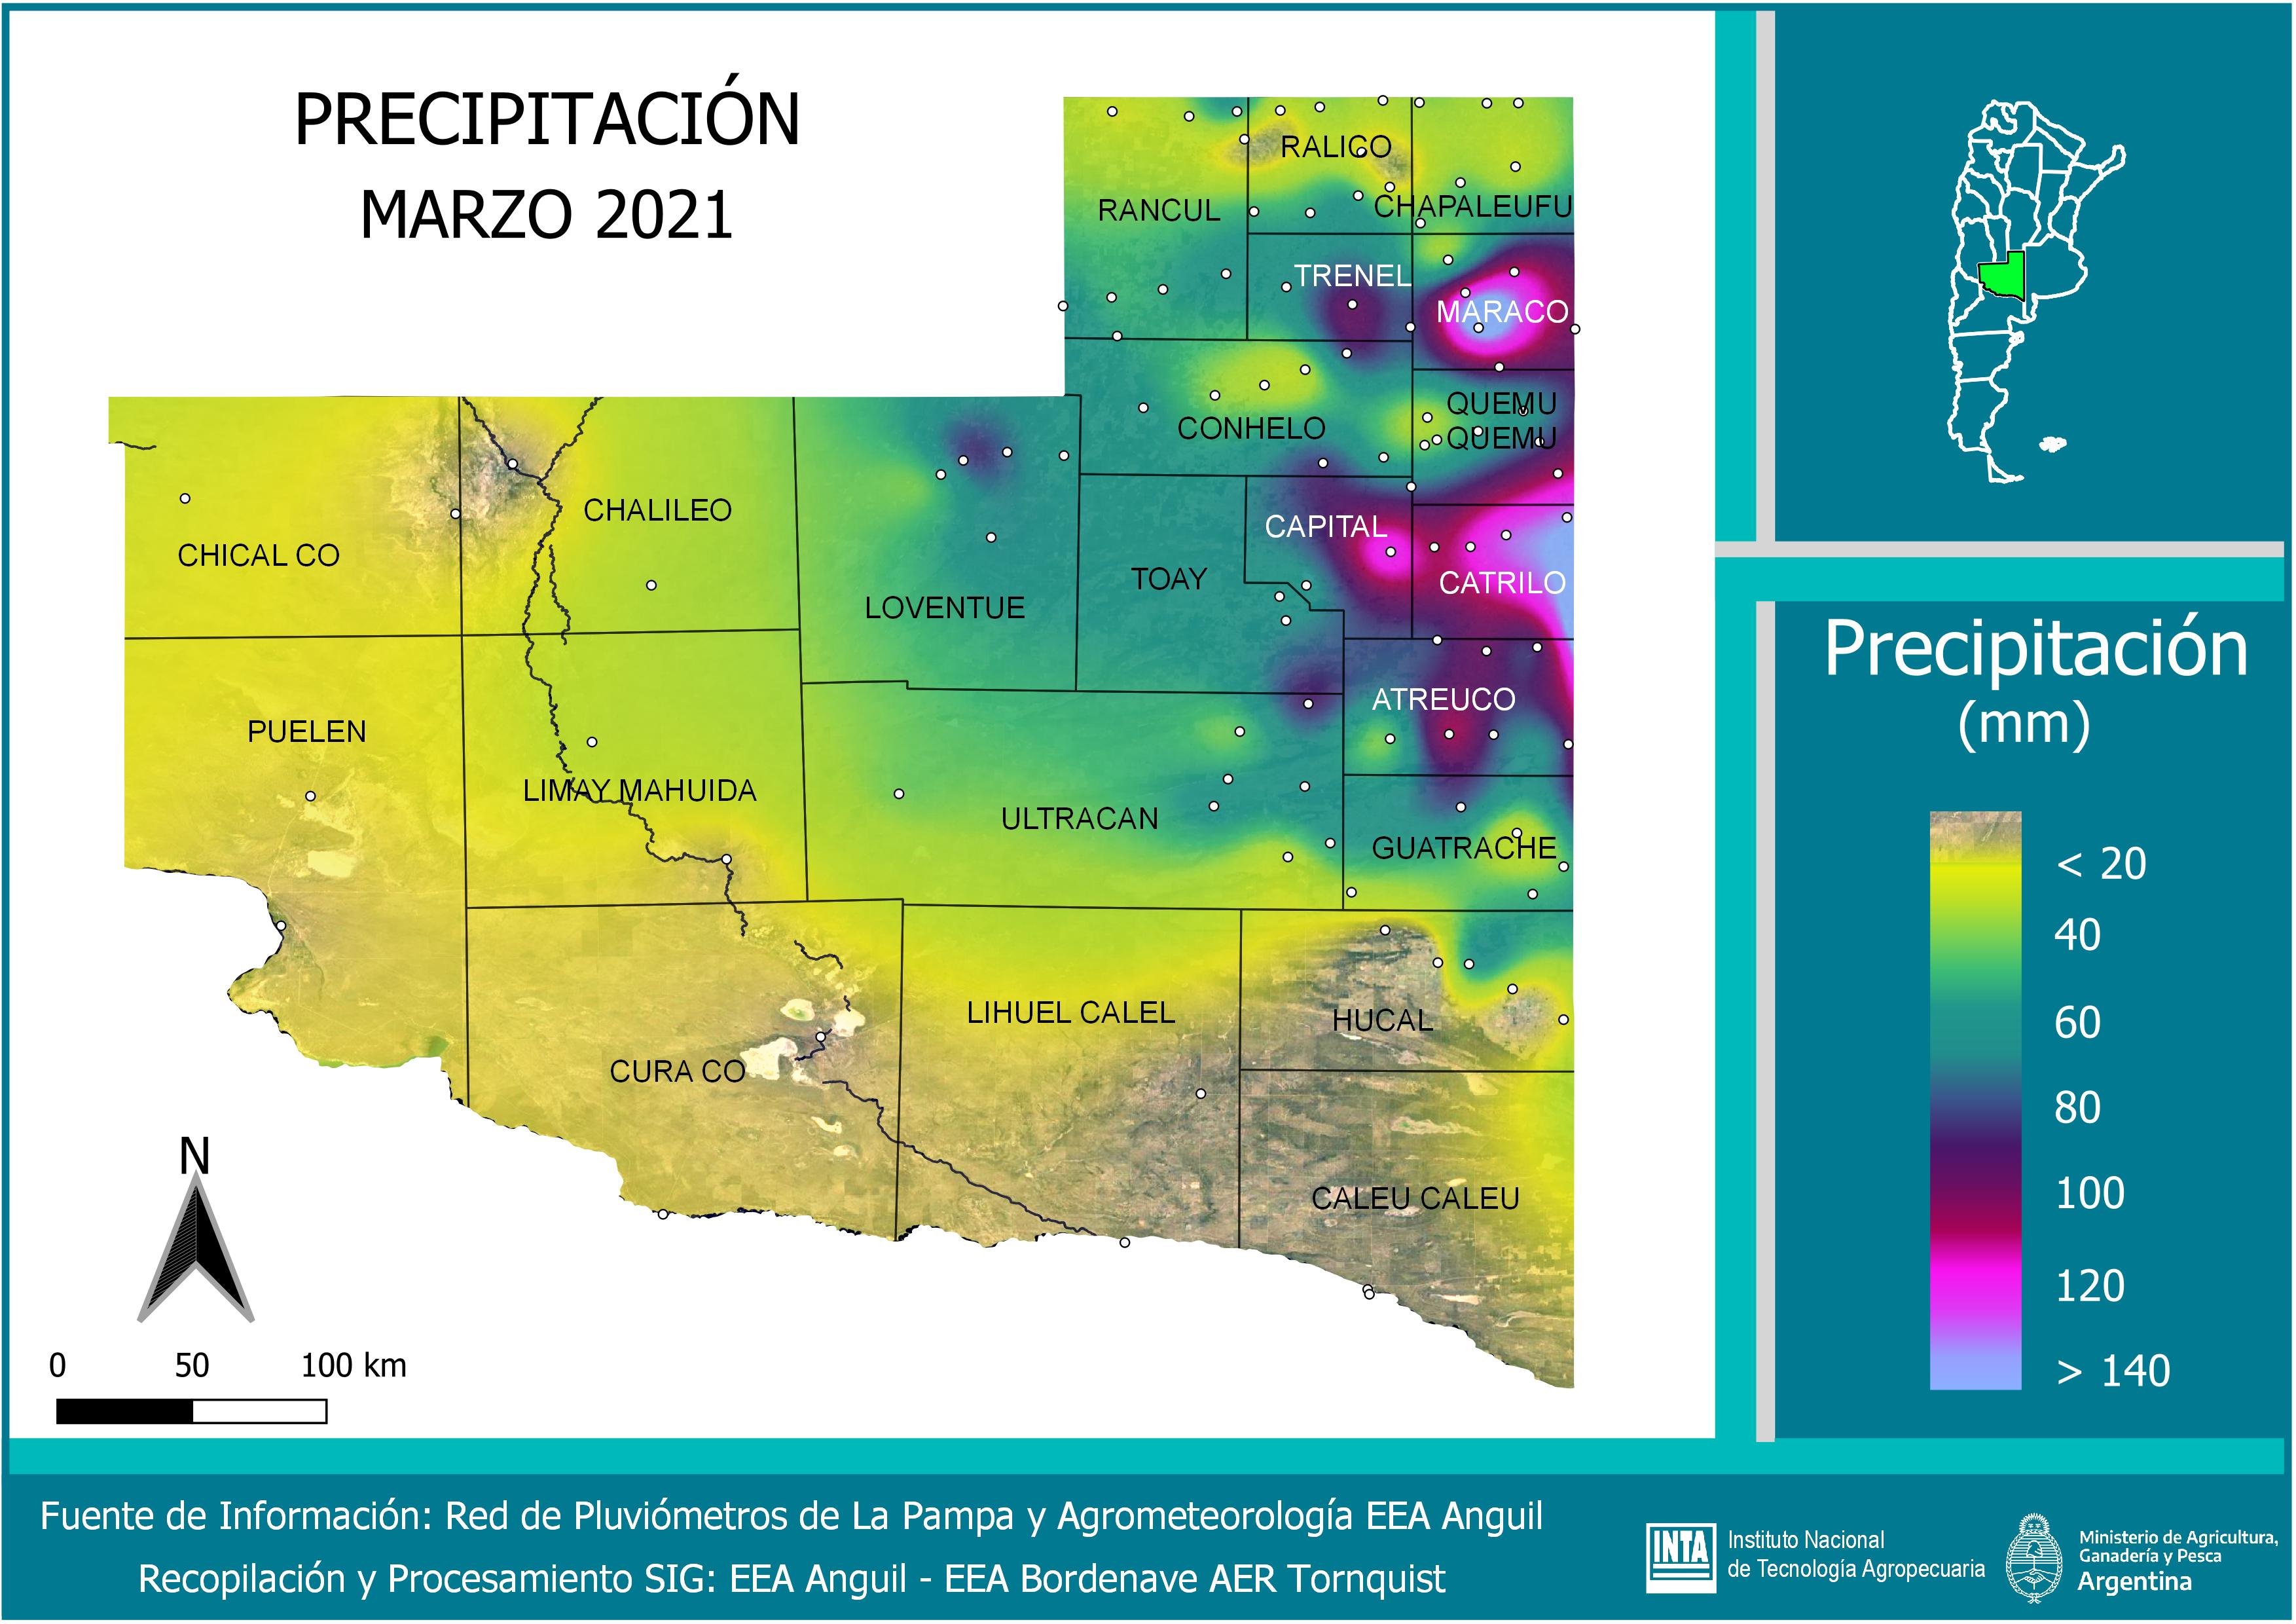 PRECIPITACIÓN
MARZO 2021
RALICO
RANCUL
CHAPALEUFU
TRENEL
MARACO
QUEMU
QUEMU
CONHELO
CHALILEO
CAPITAL
CHICAL CO
TOAY
CATRILO
LOVENTUE
PUELEN
ATREUCO
LIMAY MAHUIDA
ULTRACAN
GUATRACHE
LIHUEL CALEL
HUCAL
CURA CO
CALEU CALEU
N
0 50 100 km
Precipitación
(mm)
< 20
40
60
80
100
120
> 140
Fuente de Información: Red de Pluviómetros de La Pampa y Agrometeorología EEA Anguil
Recopilación y Procesamiento SIG: EEA Anguil - EEA Bordenave AER Tornquist
INTA
Instituto Nacional
de Tecnología Agropecuaria
Ministerio de Agricultura,
Ganadería y Pesca
Argentina